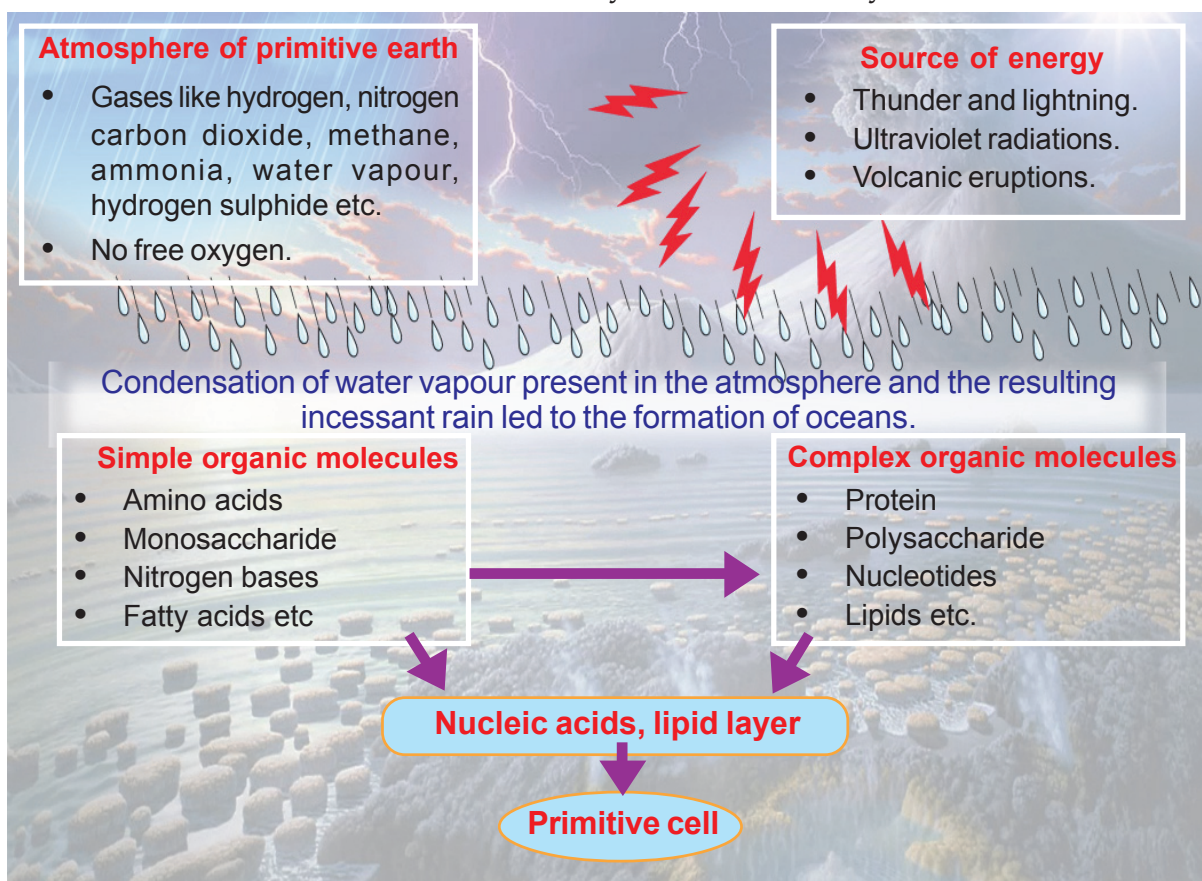 Atmosphere of primitive earth
• Gases like hydrogen, nitrogen
carbon dioxide, methane,
ammonia, water vapour,
hydrogen sulphide etc.
• No free oxygen.
Source of energy
• Thunder and lightning.
• Ultraviolet radiations.
• Volcanic eruptions.
Condensation of water vapour present in the atmosphere and the resulting
incessant rain led to the formation of oceans.
Simple organic molecules
• Amino acids
• Monosaccharide
• Nitrogen bases
• Fatty acids etc
Complex organic molecules
• Protein
• Polysaccharide
• Nucleotides
• Lipids etc.
Nucleic acids, lipid layer
Primitive cell